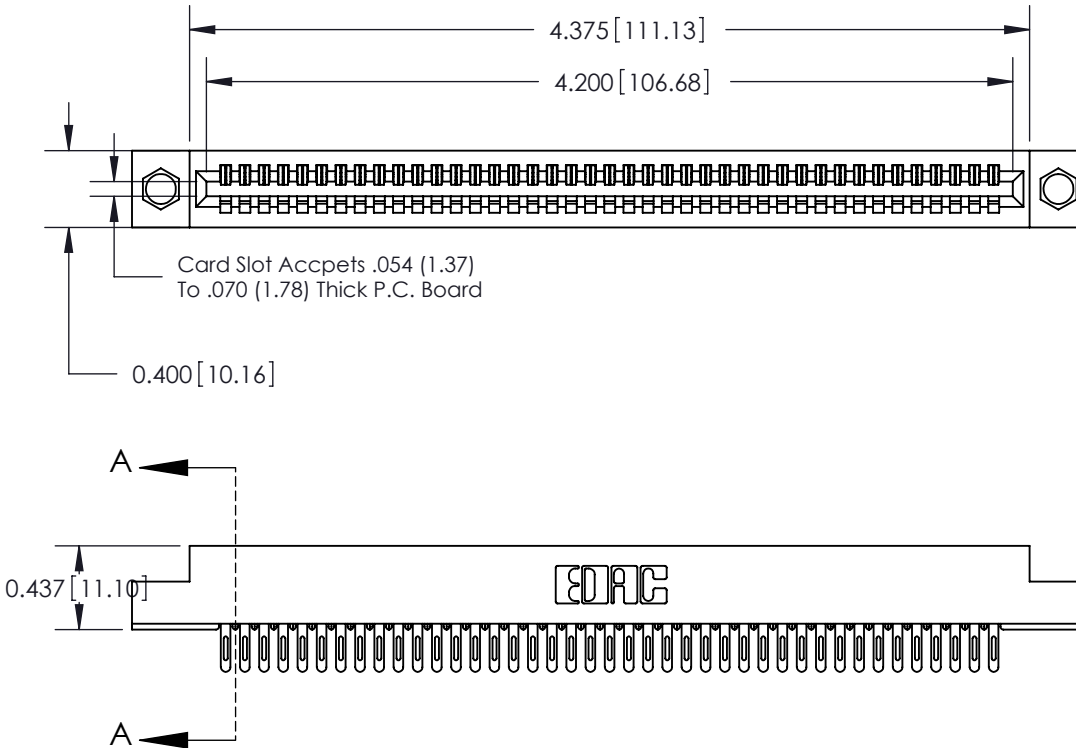 4.375[111.13]
4.200[106.68]
Card Slot Accpets .054 (1.37)
To .070 (1.78) Thick P.C. Board
0.400[10.16]
A
0.437[11.10]
EDAC
A